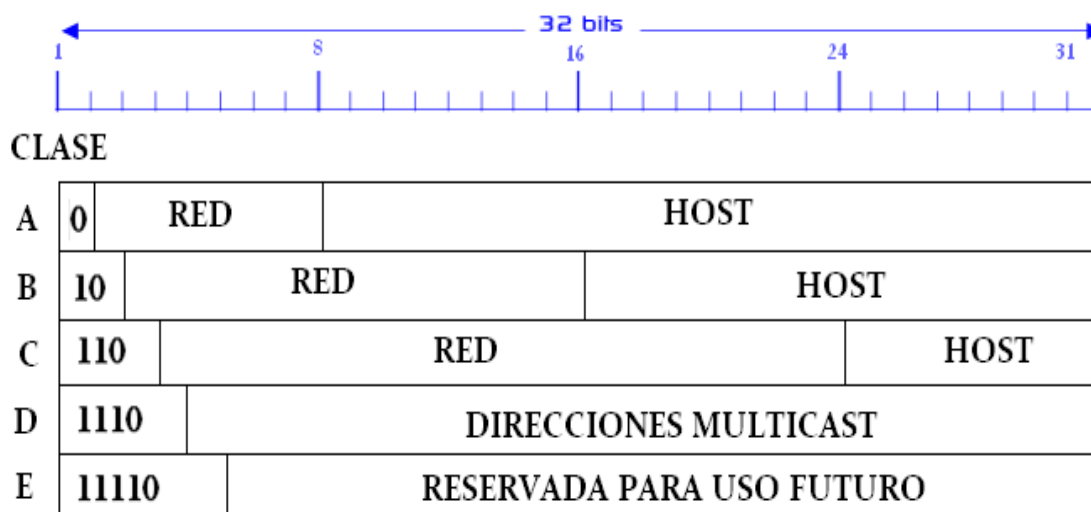 32 bits
1 8 16 24 31
CLASE
A 0 RED HOST
B 10 RED HOST
C 110 RED HOST
D 1110 DIRECCIONES MULTICAST
E 11110 RESERVADA PARA USO FUTURO